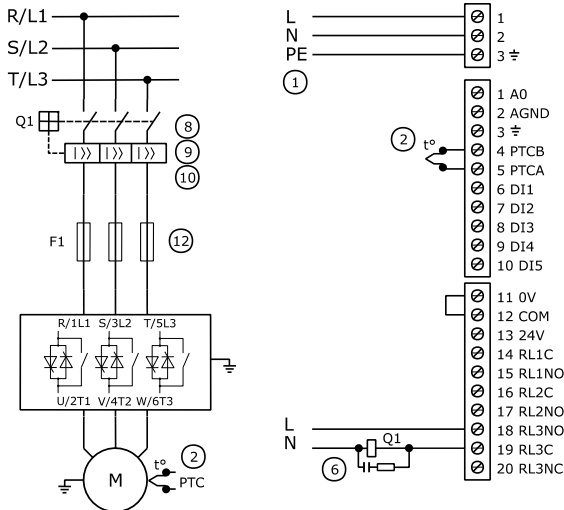 R/L1
S/L2
T/L3
Q1
8
9
10
I>> I>> I>>
F1
12
R/1L1 S/3L2 T/5L3
U/2T1 V/4T2 W/6T3
M
t°
2
PTC
L
N
PE
1
1
2
3
2
t°
1 A0
2 AGND
3
4 PTCB
5 PTCA
6 DI1
7 DI2
8 DI3
9 DI4
10 DI5
11 0V
12 COM
13 24V
14 RL1C
15 RL1NO
16 RL2C
17 RL2NO
18 RL3NO
19 RL3C
20 RL3NC
L
N
Q1
6